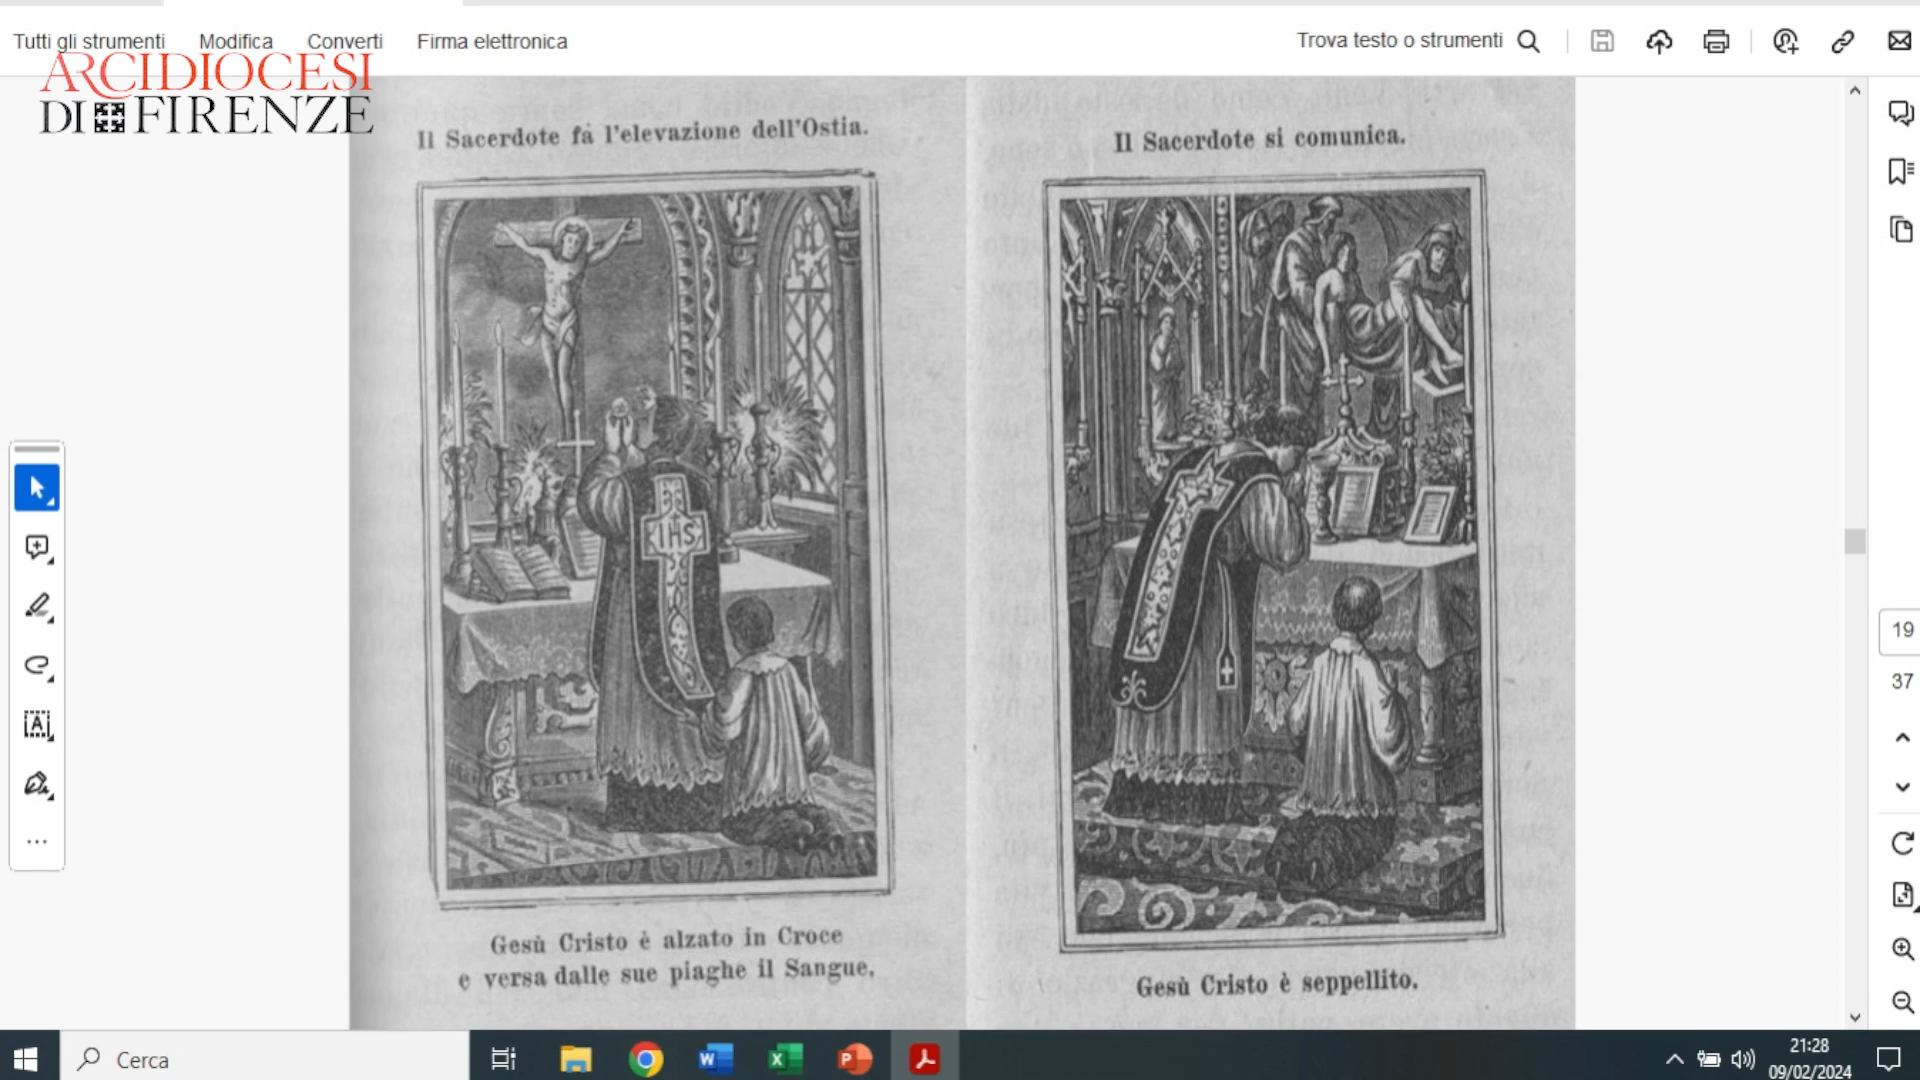 Tutti gli strumenti Modifica Converti Firma elettronica Trova testo o strumenti
ARCIDIOCESI
DI FIRENZE
Il Sacerdote fà l'elevazione dell'Ostia.
IHS
Gesù Cristo è alzato in Croce
e versa dalle sue piaghe il Sangue.
Il Sacerdote si comunica.
Gesù Cristo è seppellito.
19
37
Cerca
21:28
09/02/2024